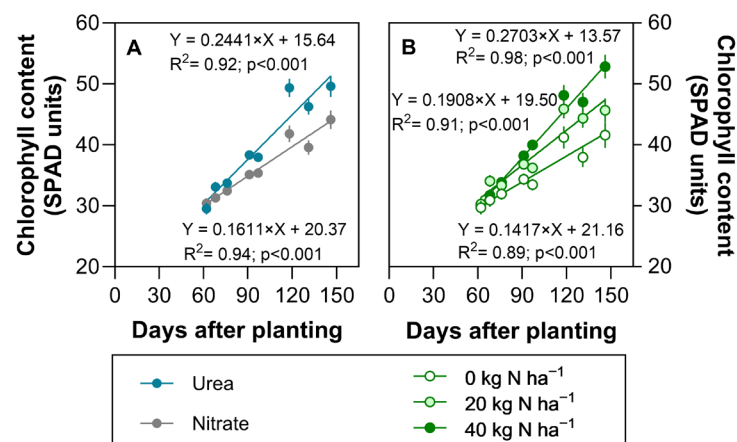 A
Y = 0.2441×X + 15.64
R²= 0.92; p<0.001
Y = 0.1611×X + 20.37
R²= 0.94; p<0.001
Chlorophyll content
(SPAD units)
60
50
40
30
20
0 30 60 90 120 150
Days after planting
B
Y = 0.2703×X + 13.57
R²= 0.98; p<0.001
Y = 0.1908×X + 19.50
R²= 0.91; p<0.001
Y = 0.1417×X + 21.16
R²= 0.89; p<0.001
60
50
40
30
20
Chlorophyll content
(SPAD units)
0 30 60 90 120 150
Days after planting
Urea
Nitrate
0 kg N ha⁻¹
20 kg N ha⁻¹
40 kg N ha⁻¹